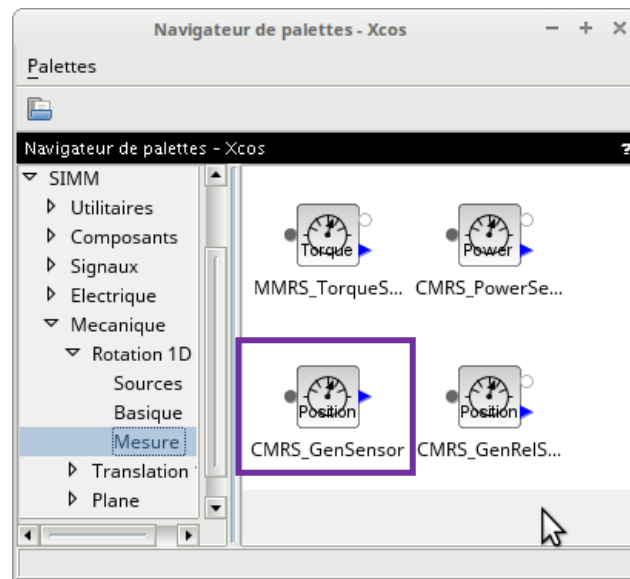 Navigateur de palettes - Xcos
Palettes
Navigateur de palettes - Xcos ?
SIMM
Utilitaires
Composants
Signaux
Electrique
Mecanique
Rotation 1D
Sources
Basique
Mesure
Translation
Plane
Torque
MMRS_TorqueS...
Power
CMRS_PowerSe...
Position
CMRS_GenSensor
Position
CMRS_GenRelS...